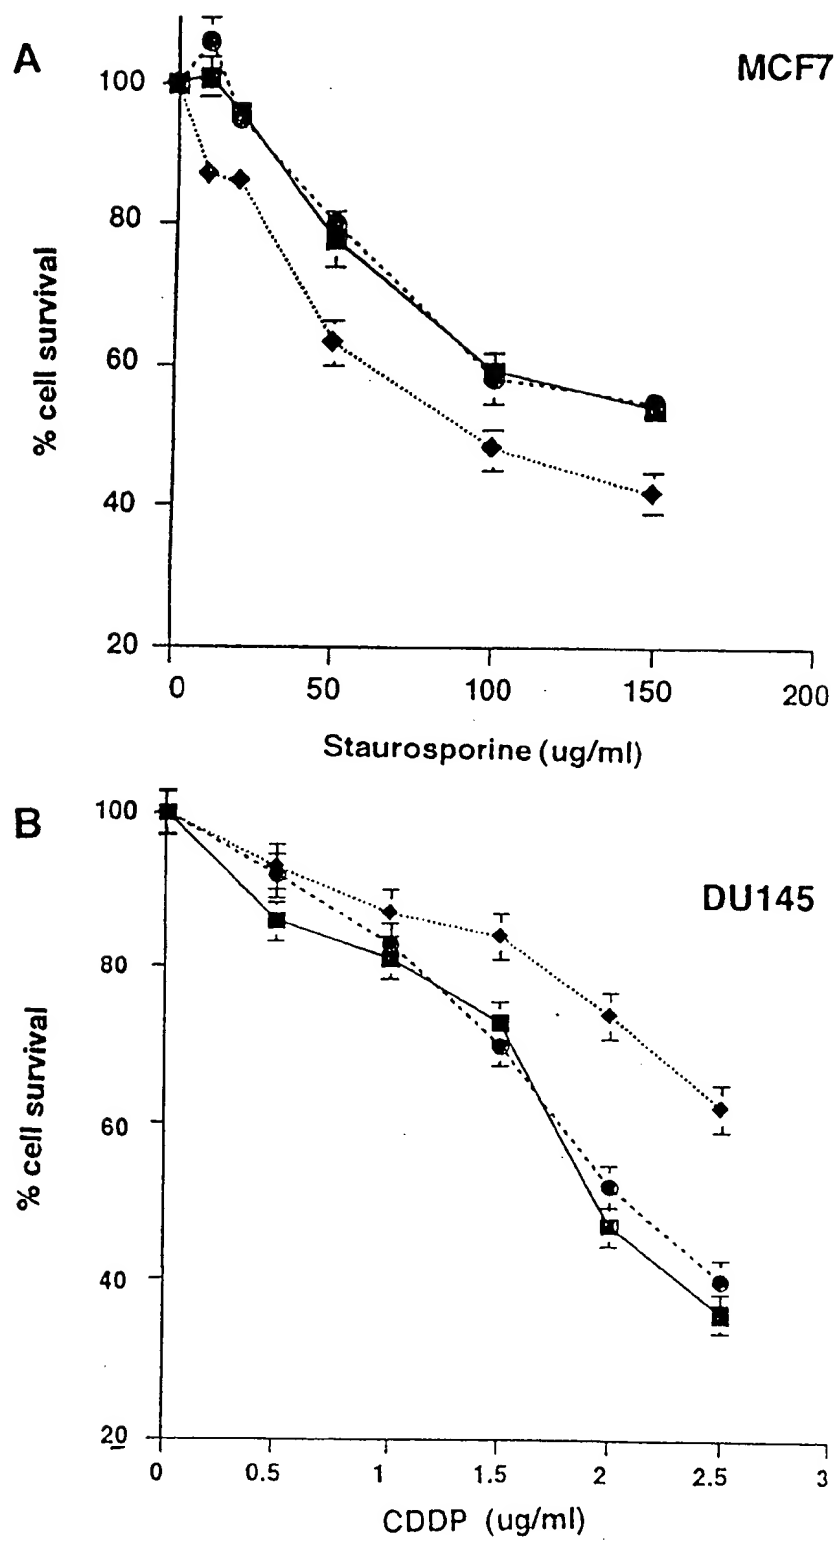 A
MCF7
100
80
60
40
20
% cell survival
0 50 100 150 200
Staurosporine (ug/ml)
B
DU145
100
80
60
40
20
% cell survival
0 0.5 1 1.5 2 2.5 3
CDDP (ug/ml)